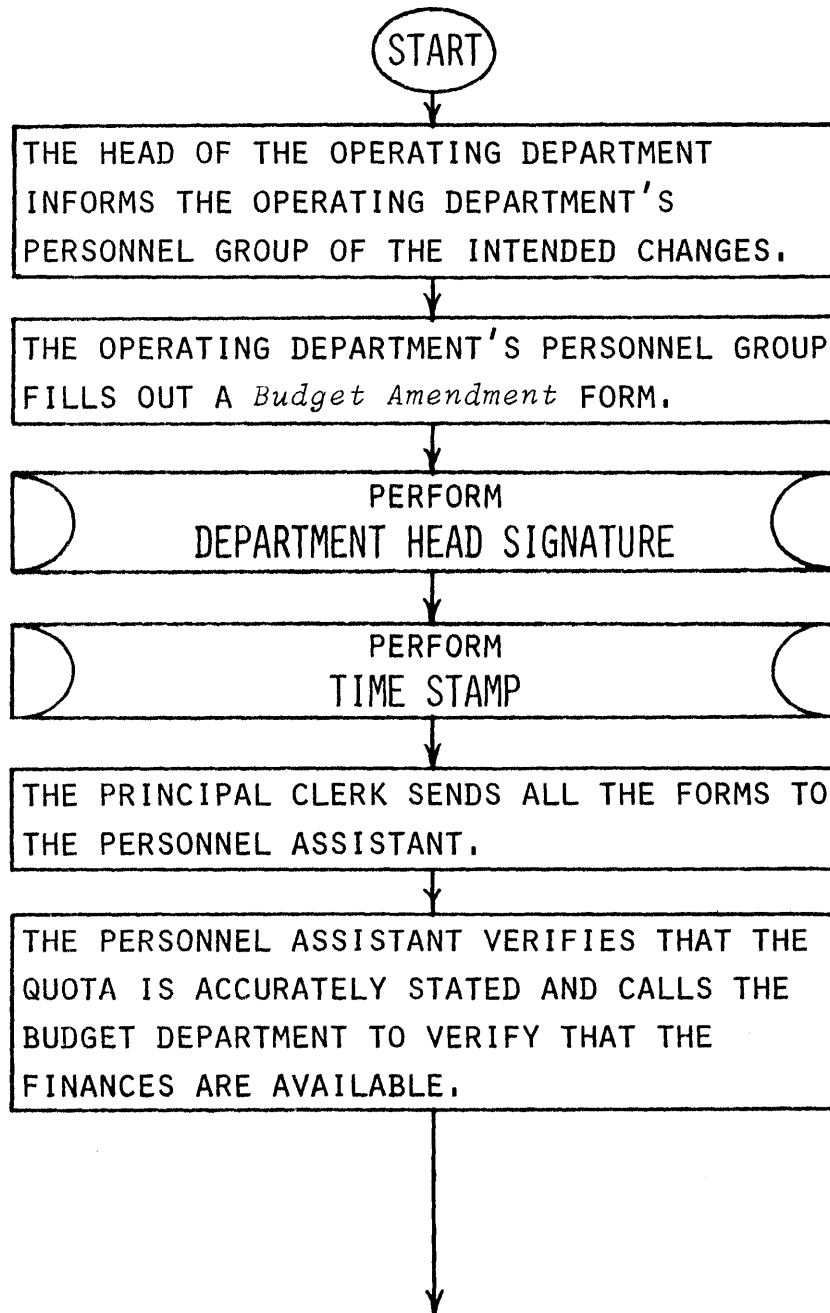 START
THE HEAD OF THE OPERATING DEPARTMENT
INFORMS THE OPERATING DEPARTMENT'S
PERSONNEL GROUP OF THE INTENDED CHANGES.
THE OPERATING DEPARTMENT'S PERSONNEL GROUP
FILLS OUT A Budget Amendment FORM.
PERFORM
DEPARTMENT HEAD SIGNATURE
PERFORM
TIME STAMP
THE PRINCIPAL CLERK SENDS ALL THE FORMS TO
THE PERSONNEL ASSISTANT.
THE PERSONNEL ASSISTANT VERIFIES THAT THE
QUOTA IS ACCURATELY STATED AND CALLS THE
BUDGET DEPARTMENT TO VERIFY THAT THE
FINANCES ARE AVAILABLE.